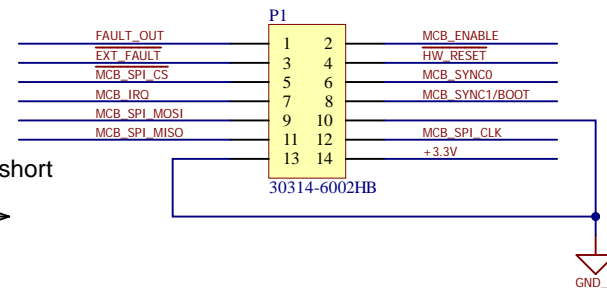 P1
FAULT_OUT 1 2 MCB_ENABLE
EXT_FAULT 3 4 HW_RESET
MCB_SPI_CS 5 6 MCB_SYNC0
MCB_IRQ 7 8 MCB_SYNC1/BOOT
MCB_SPI_MOSI 9 10
MCB_SPI_MISO 11 12 MCB_SPI_CLK
short 13 14 +3.3V
30314-6002HB
GND_